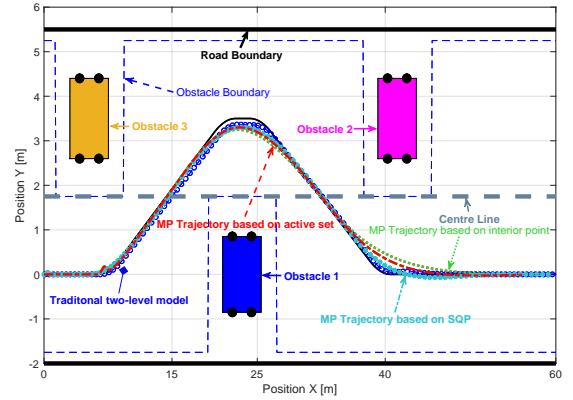 6
5
4
3
2
1
0
-1
-2
Position Y [m]
Road Boundary
Obstacle Boundary
Obstacle 3
Obstacle 2
Centre Line
MP Trajectory based on active set
MP Trajectory based on interior point
Obstacle 1
Traditonal two-level model
MP Trajectory based on SQP
0
15
25
40
60
Position X [m]